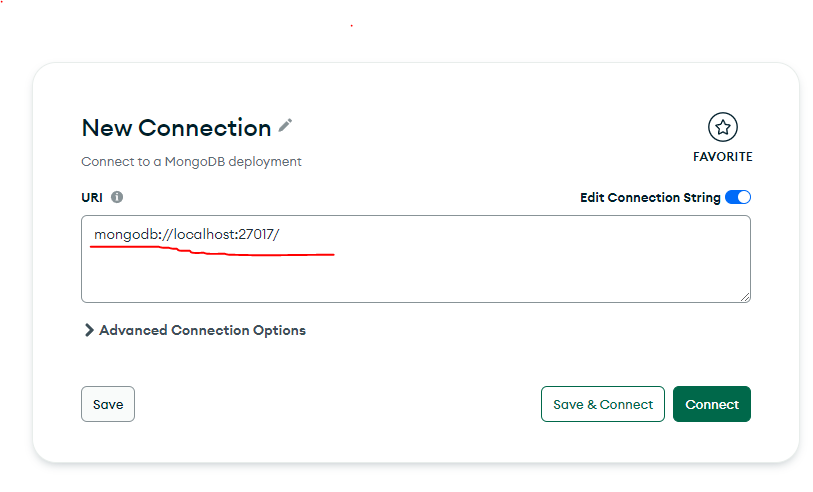 New Connection
FAVORITE
Connect to a MongoDB deployment
URI
Edit Connection String
mongodb://localhost:27017/
Advanced Connection Options
Save
Save & Connect
Connect